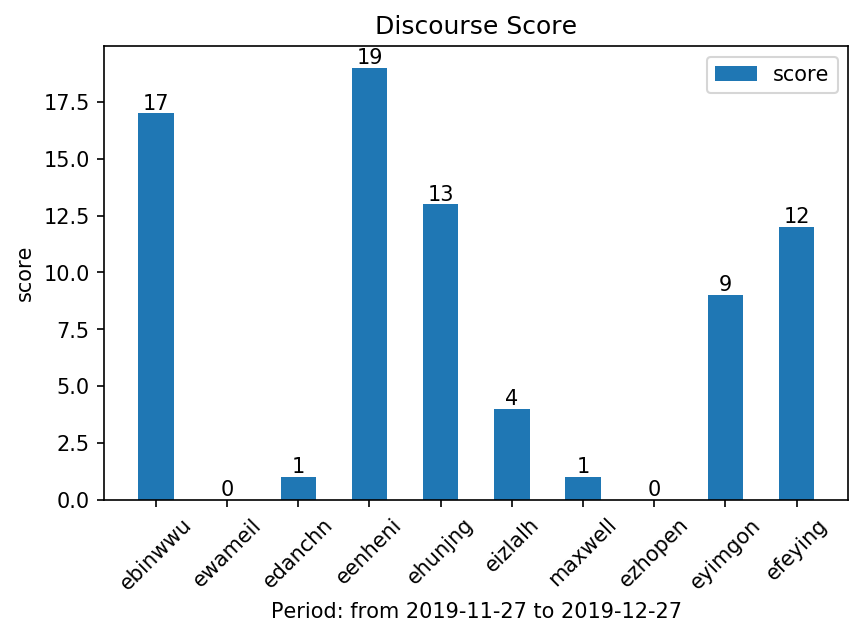 Discourse Score
score
17
0
1
19
13
4
1
0
9
12
17.5
15.0
12.5
10.0
7.5
5.0
2.5
0.0
score
ebinwwu
ewameil
edanchn
eenheni
ehunjng
eizlalh
maxwell
ezhopen
eyimgon
efeying
Period: from 2019-11-27 to 2019-12-27